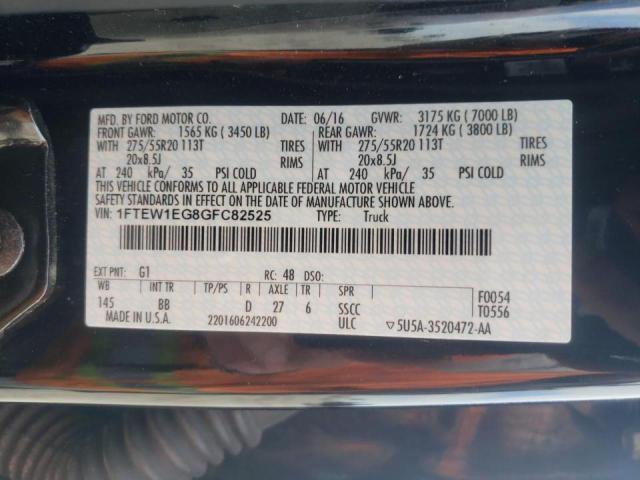 MFD. BY FORD MOTOR CO. DATE: 06/16 GVWR: 3175 KG ( 7000 LB)
FRONT GAWR: 1565 KG ( 3450 LB) REAR GAWR: 1724 KG ( 3800 LB)
WITH 275/55R20 113T TIRES WITH 275/55R20 113T TIRES
20x8.5J RIMS 20x8.5J RIMS
AT 240 kPa/ 35 PSI COLD AT 240 kPa/ 35 PSI COLD
THIS VEHICLE CONFORMS TO ALL APPLICABLE FEDERAL MOTOR VEHICLE
SAFETY STANDARDS IN EFFECT ON THE DATE OF
VIN: 1FTEW1EG8GFC82525 TYPE: Truck
EXT PNT: G1 RC: 48 DSO:
WB INT TR TP/PS R AXLE TR F0054
145 BB D 27 6 SSCC T0556
MADE IN U.S.A. 2201606242200 ULC ▽5U5A-3520472-AA